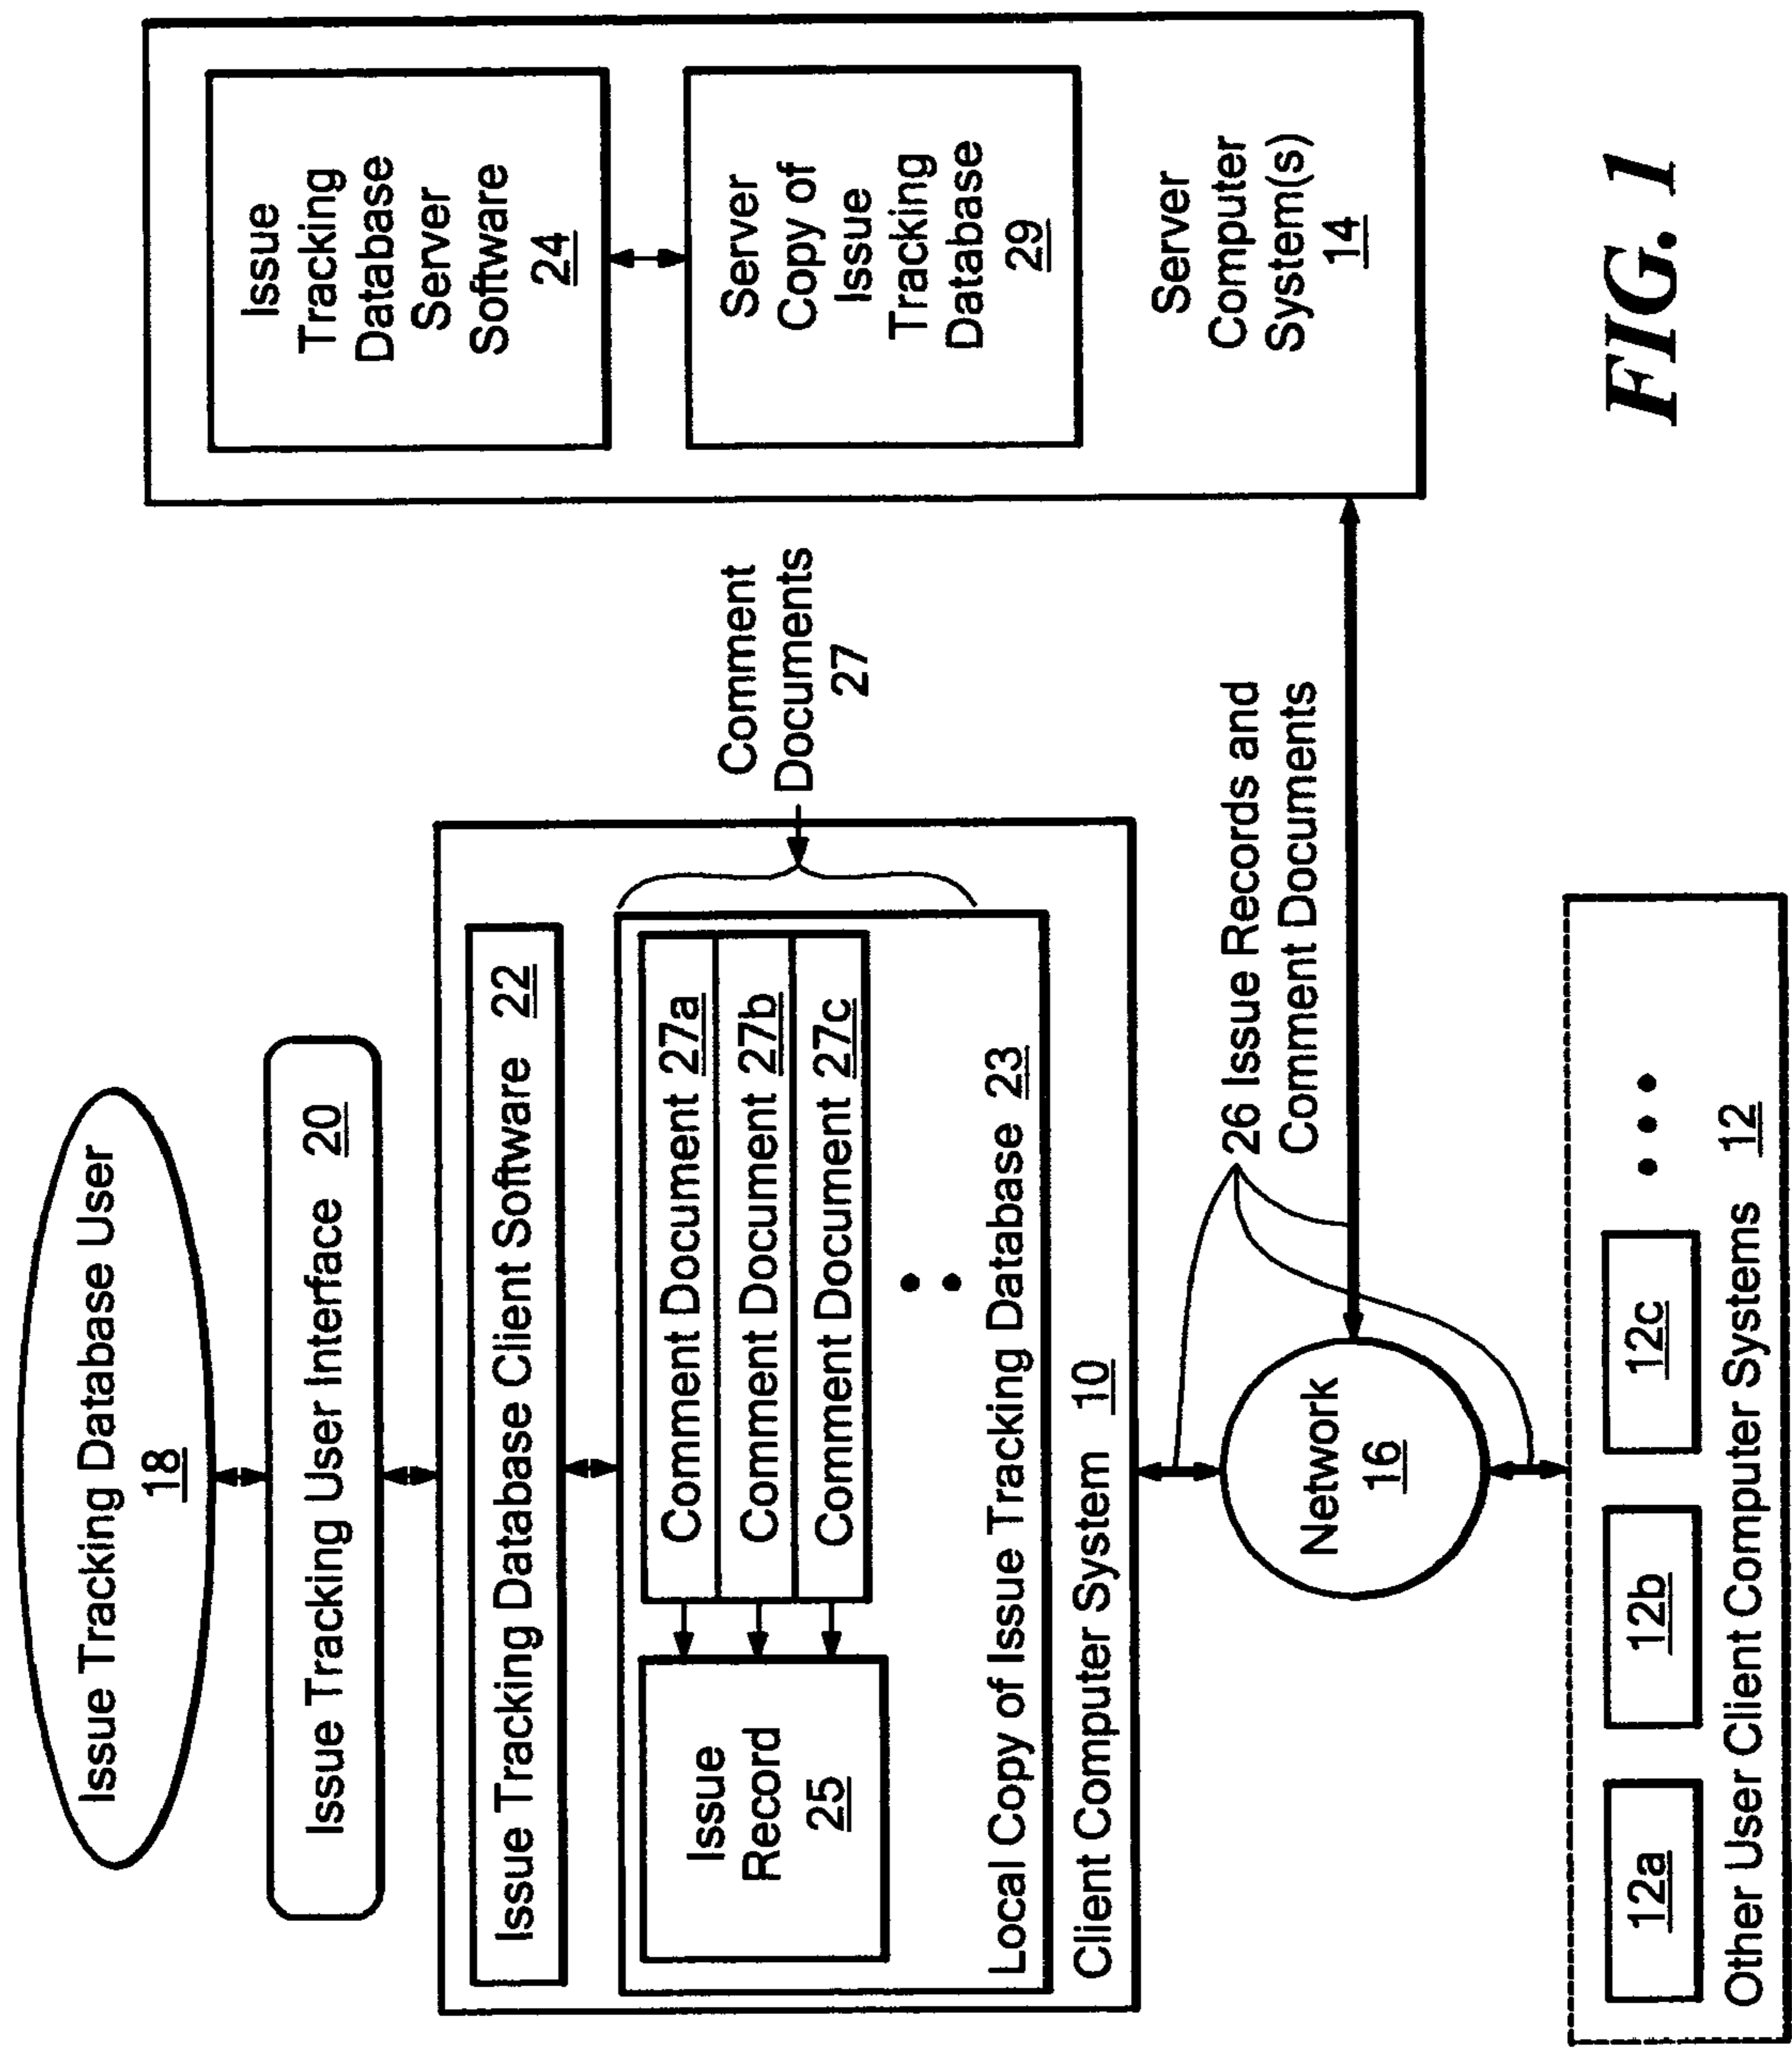 Issue Tracking Database User
18
Issue Tracking User Interface 20
Issue Tracking Database Client Software 22
Issue
Record
25
Comment Document 27a
Comment Document 27b
Comment Document 27c
Local Copy of Issue Tracking Database 23
Client Computer System 10
Comment
Documents
27
Issue
Tracking
Database
Server
Software
24
Server
Copy of
Issue
Tracking
Database
29
Server
Computer
System(s)
14
26 Issue Records and
Comment Documents
Network
16
12a
12b
12c
Other User Client Computer Systems 12
FIG. 1